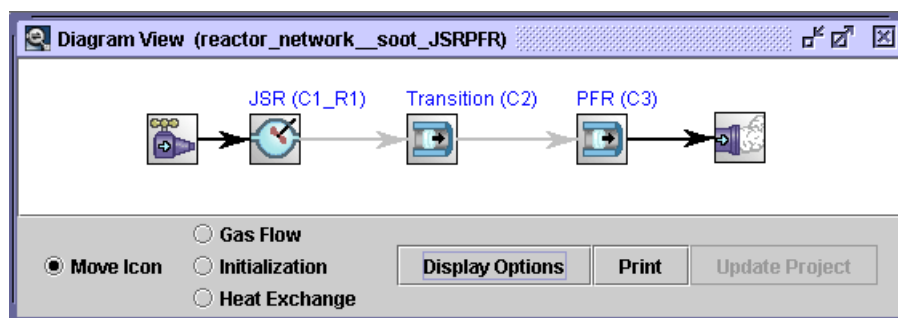 Diagram View (reactor_network__soot_JSRPFR)
JSR (C1_R1) Transition (C2) PFR (C3)
Gas Flow
Move Icon Initialization Display Options Print Update Project
Heat Exchange